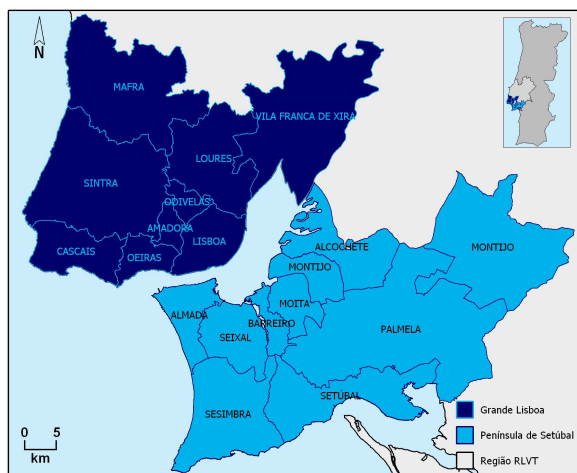 N
MAFRA
VILA FRANCA DE XIRA
LOURES
SINTRA
ODIVELAS
AMADORA
LISBOA
CASCAIS
OEIRAS
ALCOCHETE
MONTIJO
MONTIJO
MOITA
ALMADA
BARREIRO
SEIXAL
PALMELA
SETÚBAL
SESIMBRA
0 5
km
Grande Lisboa
Península de Setúbal
Região RLVT